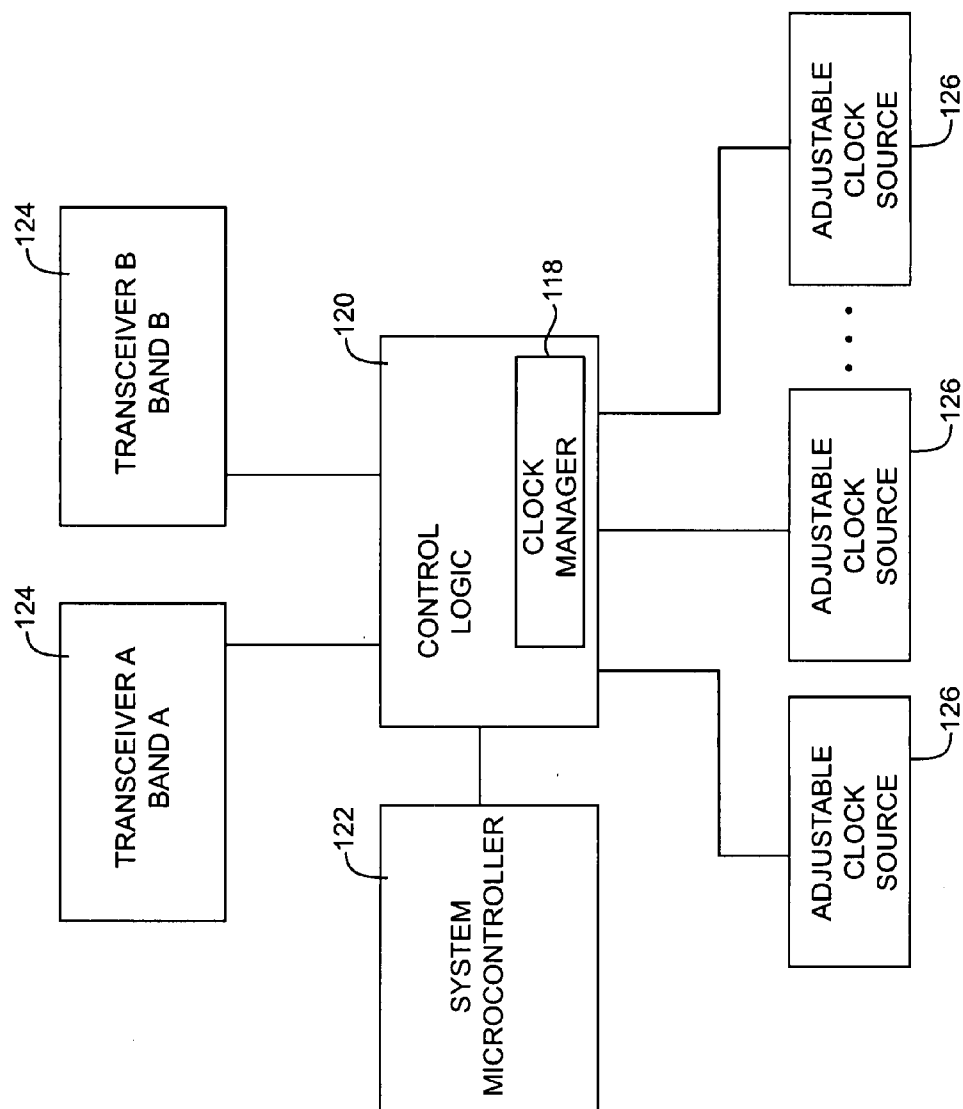 124
TRANSCEIVER A
BAND A
124
TRANSCEIVER B
BAND B
122
SYSTEM
MICROCONTROLLER
120
CONTROL
LOGIC
118
CLOCK
MANAGER
ADJUSTABLE
CLOCK
SOURCE
126
ADJUSTABLE
CLOCK
SOURCE
126
ADJUSTABLE
CLOCK
SOURCE
126